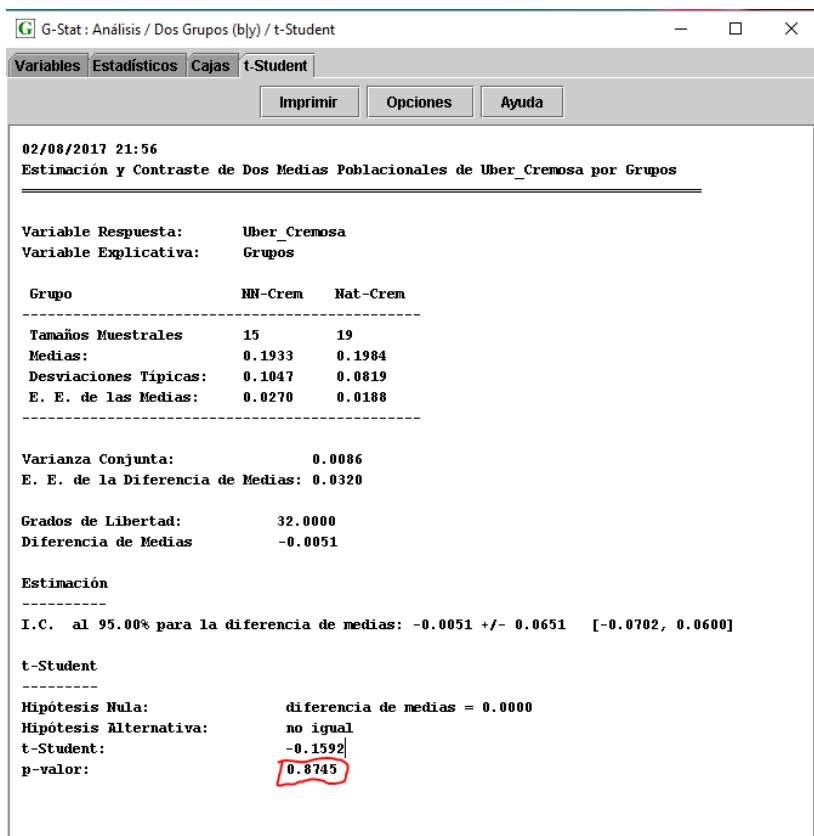 G G-Stat : Análisis / Dos Grupos (b|y) / t-Student
Variables Estadísticos Cajas t-Student
Imprimir Opciones Ayuda
02/08/2017 21:56
Estimación y Contraste de Dos Medias Poblacionales de Uber_Cremosa por Grupos
Variable Respuesta: Uber_Cremosa
Variable Explicativa: Grupos
Grupo NN-Crem Nat-Crem
Tamaños Muestrales 15 19
Medias: 0.1933 0.1984
Desviaciones Típicas: 0.1047 0.0819
E. E. de las Medias: 0.0270 0.0188
Varianza Conjunta: 0.0086
E. E. de la Diferencia de Medias: 0.0320
Grados de Libertad: 32.0000
Diferencia de Medias -0.0051
Estimación
I.C. al 95.00% para la diferencia de medias: -0.0051 +/- 0.0651 [-0.0702, 0.0600]
t-Student
Hipótesis Nula: diferencia de medias = 0.0000
Hipótesis Alternativa: no igual
t-Student: -0.1592
p-valor: 0.8745